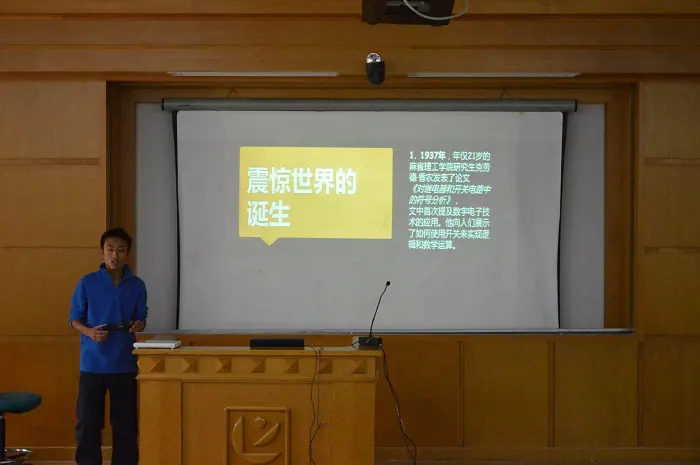 震惊世界的
诞生
1. 1937年，年仅21岁的
麻省理工学院研究生克劳
德·香农发表了论文
《对继电器和开关电路中
的符号分析》，
文中首次提及数字电子技
术的应用。他向人们展示
了如何使用开关来实现逻
辑和数学运算。